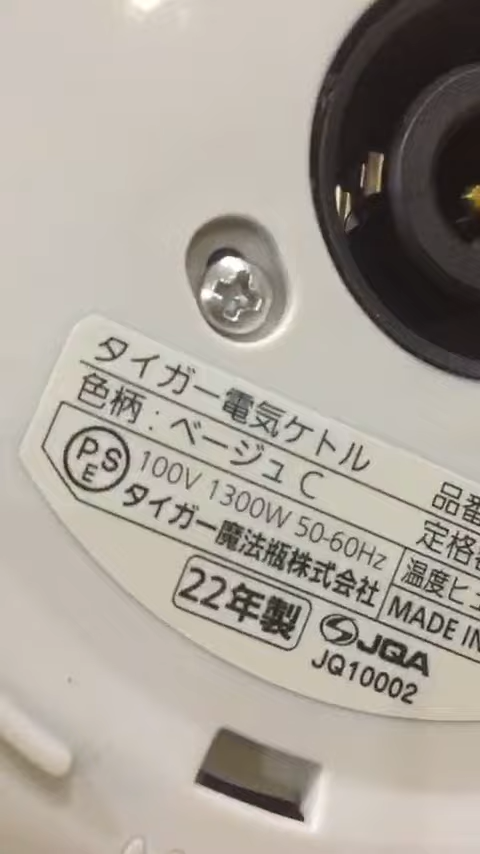 タイガー電気ケトル
色柄：ベージュ C
品番
PSE
100V 1300W 50-60Hz
定格
タイガー魔法瓶株式会社
温度ヒュ
22年製
MADE IN
JQA
JQ10002